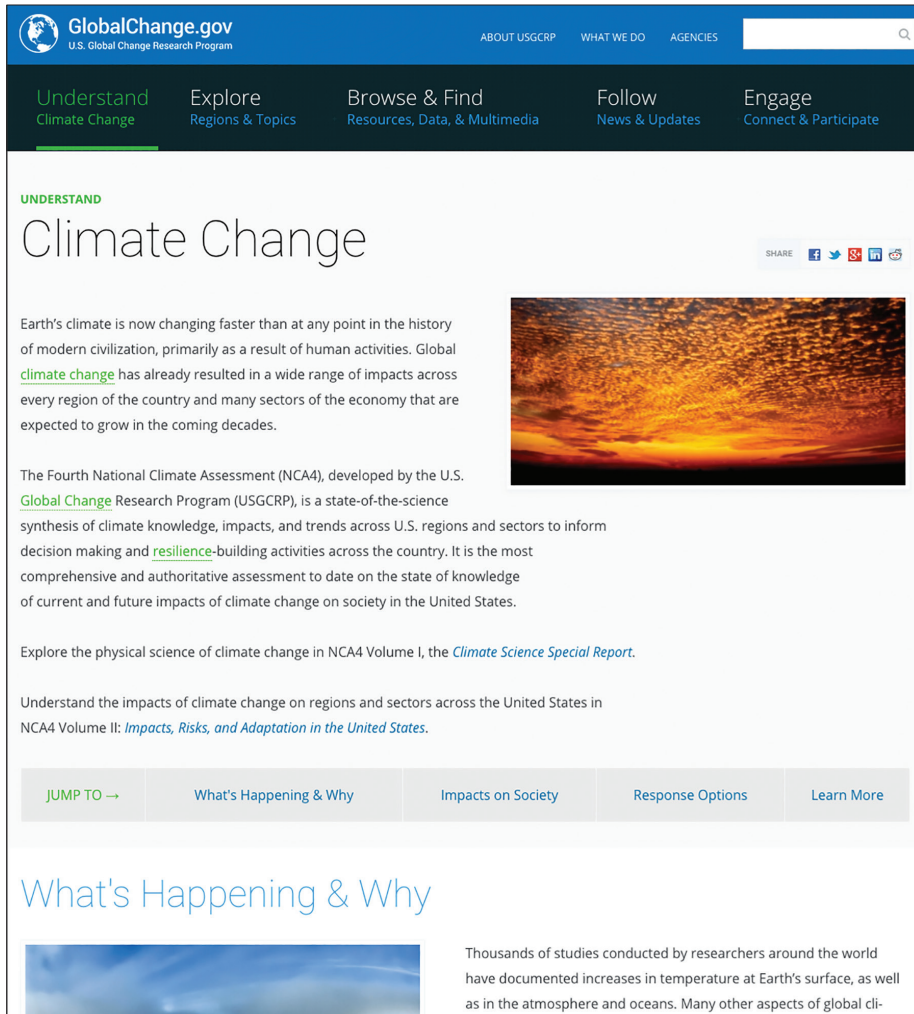 GlobalChange.gov
U.S. Global Change Research Program
ABOUT USGCRP WHAT WE DO AGENCIES
Understand Explore Browse & Find Follow Engage
Climate Change Regions & Topics Resources, Data, & Multimedia News & Updates Connect & Participate
UNDERSTAND
Climate Change
SHARE
Earth's climate is now changing faster than at any point in the history
of modern civilization, primarily as a result of human activities. Global
climate change has already resulted in a wide range of impacts across
every region of the country and many sectors of the economy that are
expected to grow in the coming decades.
The Fourth National Climate Assessment (NCA4), developed by the U.S.
Global Change Research Program (USGCRP), is a state-of-the-science
synthesis of climate knowledge, impacts, and trends across U.S. regions and sectors to inform
decision making and resilience-building activities across the country. It is the most
comprehensive and authoritative assessment to date on the state of knowledge
of current and future impacts of climate change on society in the United States.
Explore the physical science of climate change in NCA4 Volume I, the Climate Science Special Report.
Understand the impacts of climate change on regions and sectors across the United States in
NCA4 Volume II: Impacts, Risks, and Adaptation in the United States.
JUMP TO → What's Happening & Why Impacts on Society Response Options Learn More
What's Happening & Why
Thousands of studies conducted by researchers around the world
have documented increases in temperature at Earth's surface, as well
as in the atmosphere and oceans. Many other aspects of global cli-